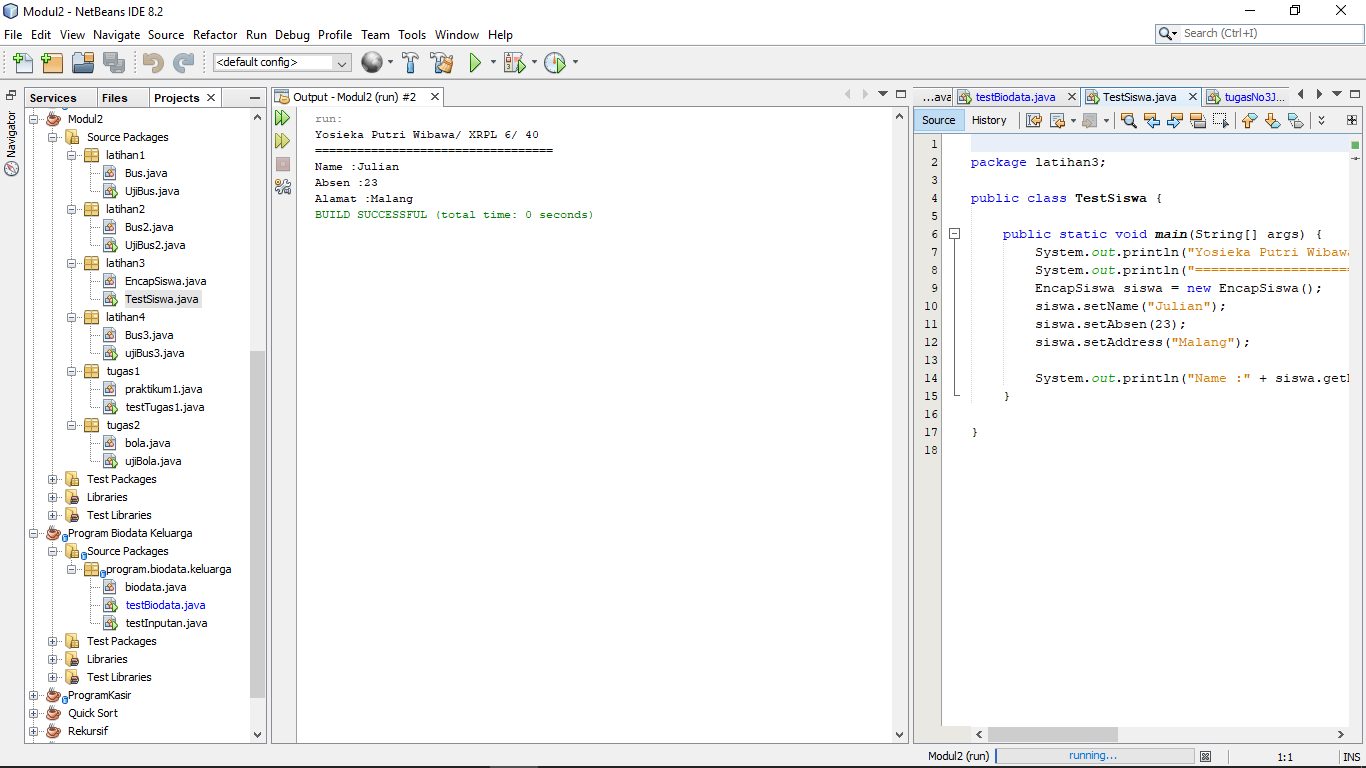 Modul2 - NetBeans IDE 8.2
File Edit View Navigate Source Refactor Run Debug Profile Team Tools Window Help
Search (Ctrl+I)
<default config>
Navigator
Services Files Projects
Modul2
Source Packages
latihan1
Bus.java
UjiBus.java
latihan2
Bus2.java
UjiBus2.java
latihan3
EncapSiswa.java
TestSiswa.java
latihan4
Bus3.java
ujiBus3.java
tugas1
praktikum1.java
testTugas1.java
tugas2
bola.java
ujiBola.java
Test Packages
Libraries
Test Libraries
Program Biodata Keluarga
Source Packages
program.biodata.keluarga
biodata.java
testBiodata.java
testInputan.java
Test Packages
Libraries
Test Libraries
ProgramKasir
Quick Sort
Rekursif
Output - Modul2 (run) #2
run:
Yosieka Putri Wibawa/ XRPL 6/ 40
==================================
Name :Julian
Absen :23
Alamat :Malang
BUILD SUCCESSFUL (total time: 0 seconds)
...ava testBiodata.java TestSiswa.java tugasNo3J...
Source History
1
2 package latihan3;
3
4 public class TestSiswa {
5
6 public static void main(String[] args) {
7 System.out.println("Yosieka Putri Wibawa
8 System.out.println("====================
9 EncapSiswa siswa = new EncapSiswa();
10 siswa.setName("Julian");
11 siswa.setAbsen(23);
12 siswa.setAddress("Malang");
13
14 System.out.println("Name :" + siswa.get
15 }
16
17 }
18
Modul2 (run) running... 1:1 INS